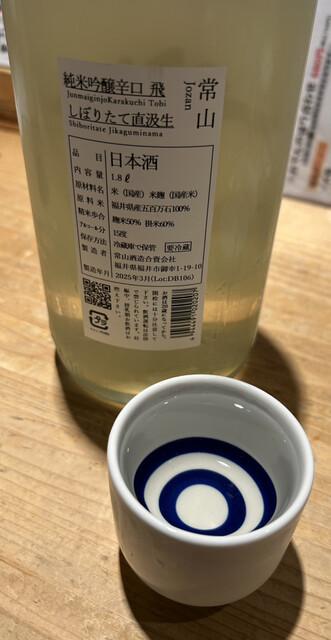 常山
Jozan
純米吟醸辛口 飛
JunmaiginjoKarakuchi Tobi
しぼりたて直汲生
Shiboritate Jikaguminama
品目 日本酒
内容量 1.8ℓ
原材料名 米(国産) 米麹(国産米)
原料米 福井県産五百万石100%
精米歩合 麹米50% 掛米60%
アルコール分 15度
保存方法 冷蔵庫で保管 要冷蔵
製造者 常山酒造合資会社
福井県福井市御幸1-19-10
製造年月 2025年3月(Lot:DB106)